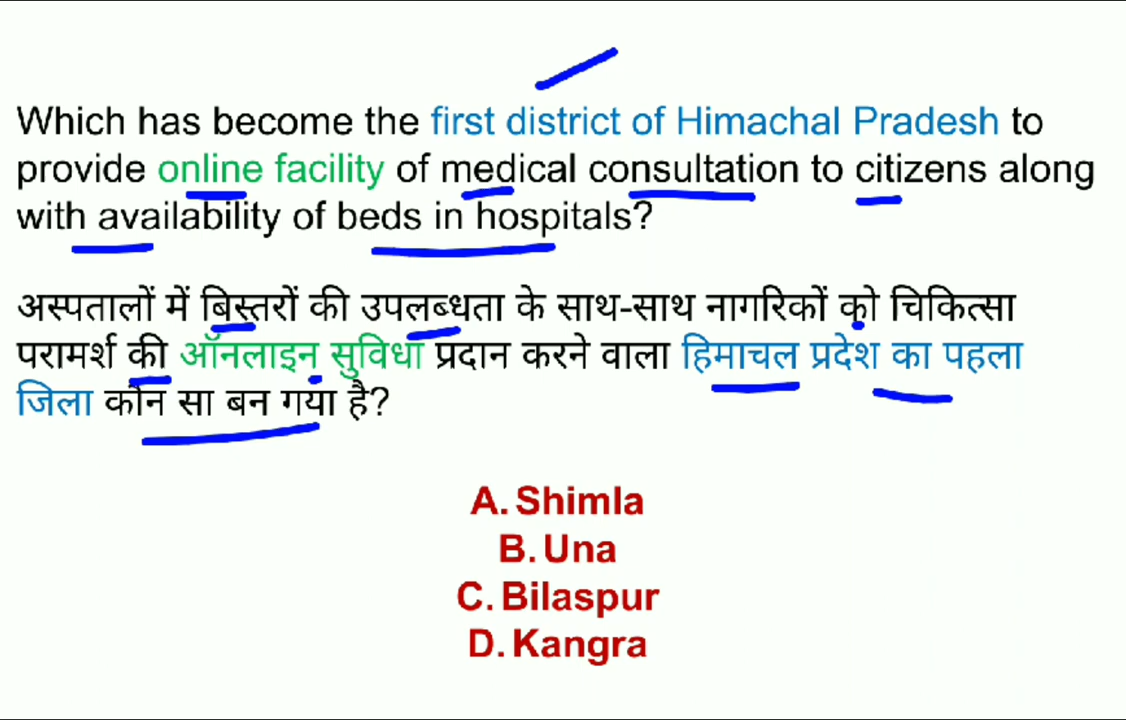 Which has become the first district of Himachal Pradesh to
provide online facility of medical consultation to citizens along
with availability of beds in hospitals?
अस्पतालों में बिस्तरों की उपलब्धता के साथ-साथ नागरिकों को चिकित्सा
परामर्श की ऑनलाइन सुविधा प्रदान करने वाला हिमाचल प्रदेश का पहला
जिला कौन सा बन गया है?
A. Shimla
B. Una
C. Bilaspur
D. Kangra